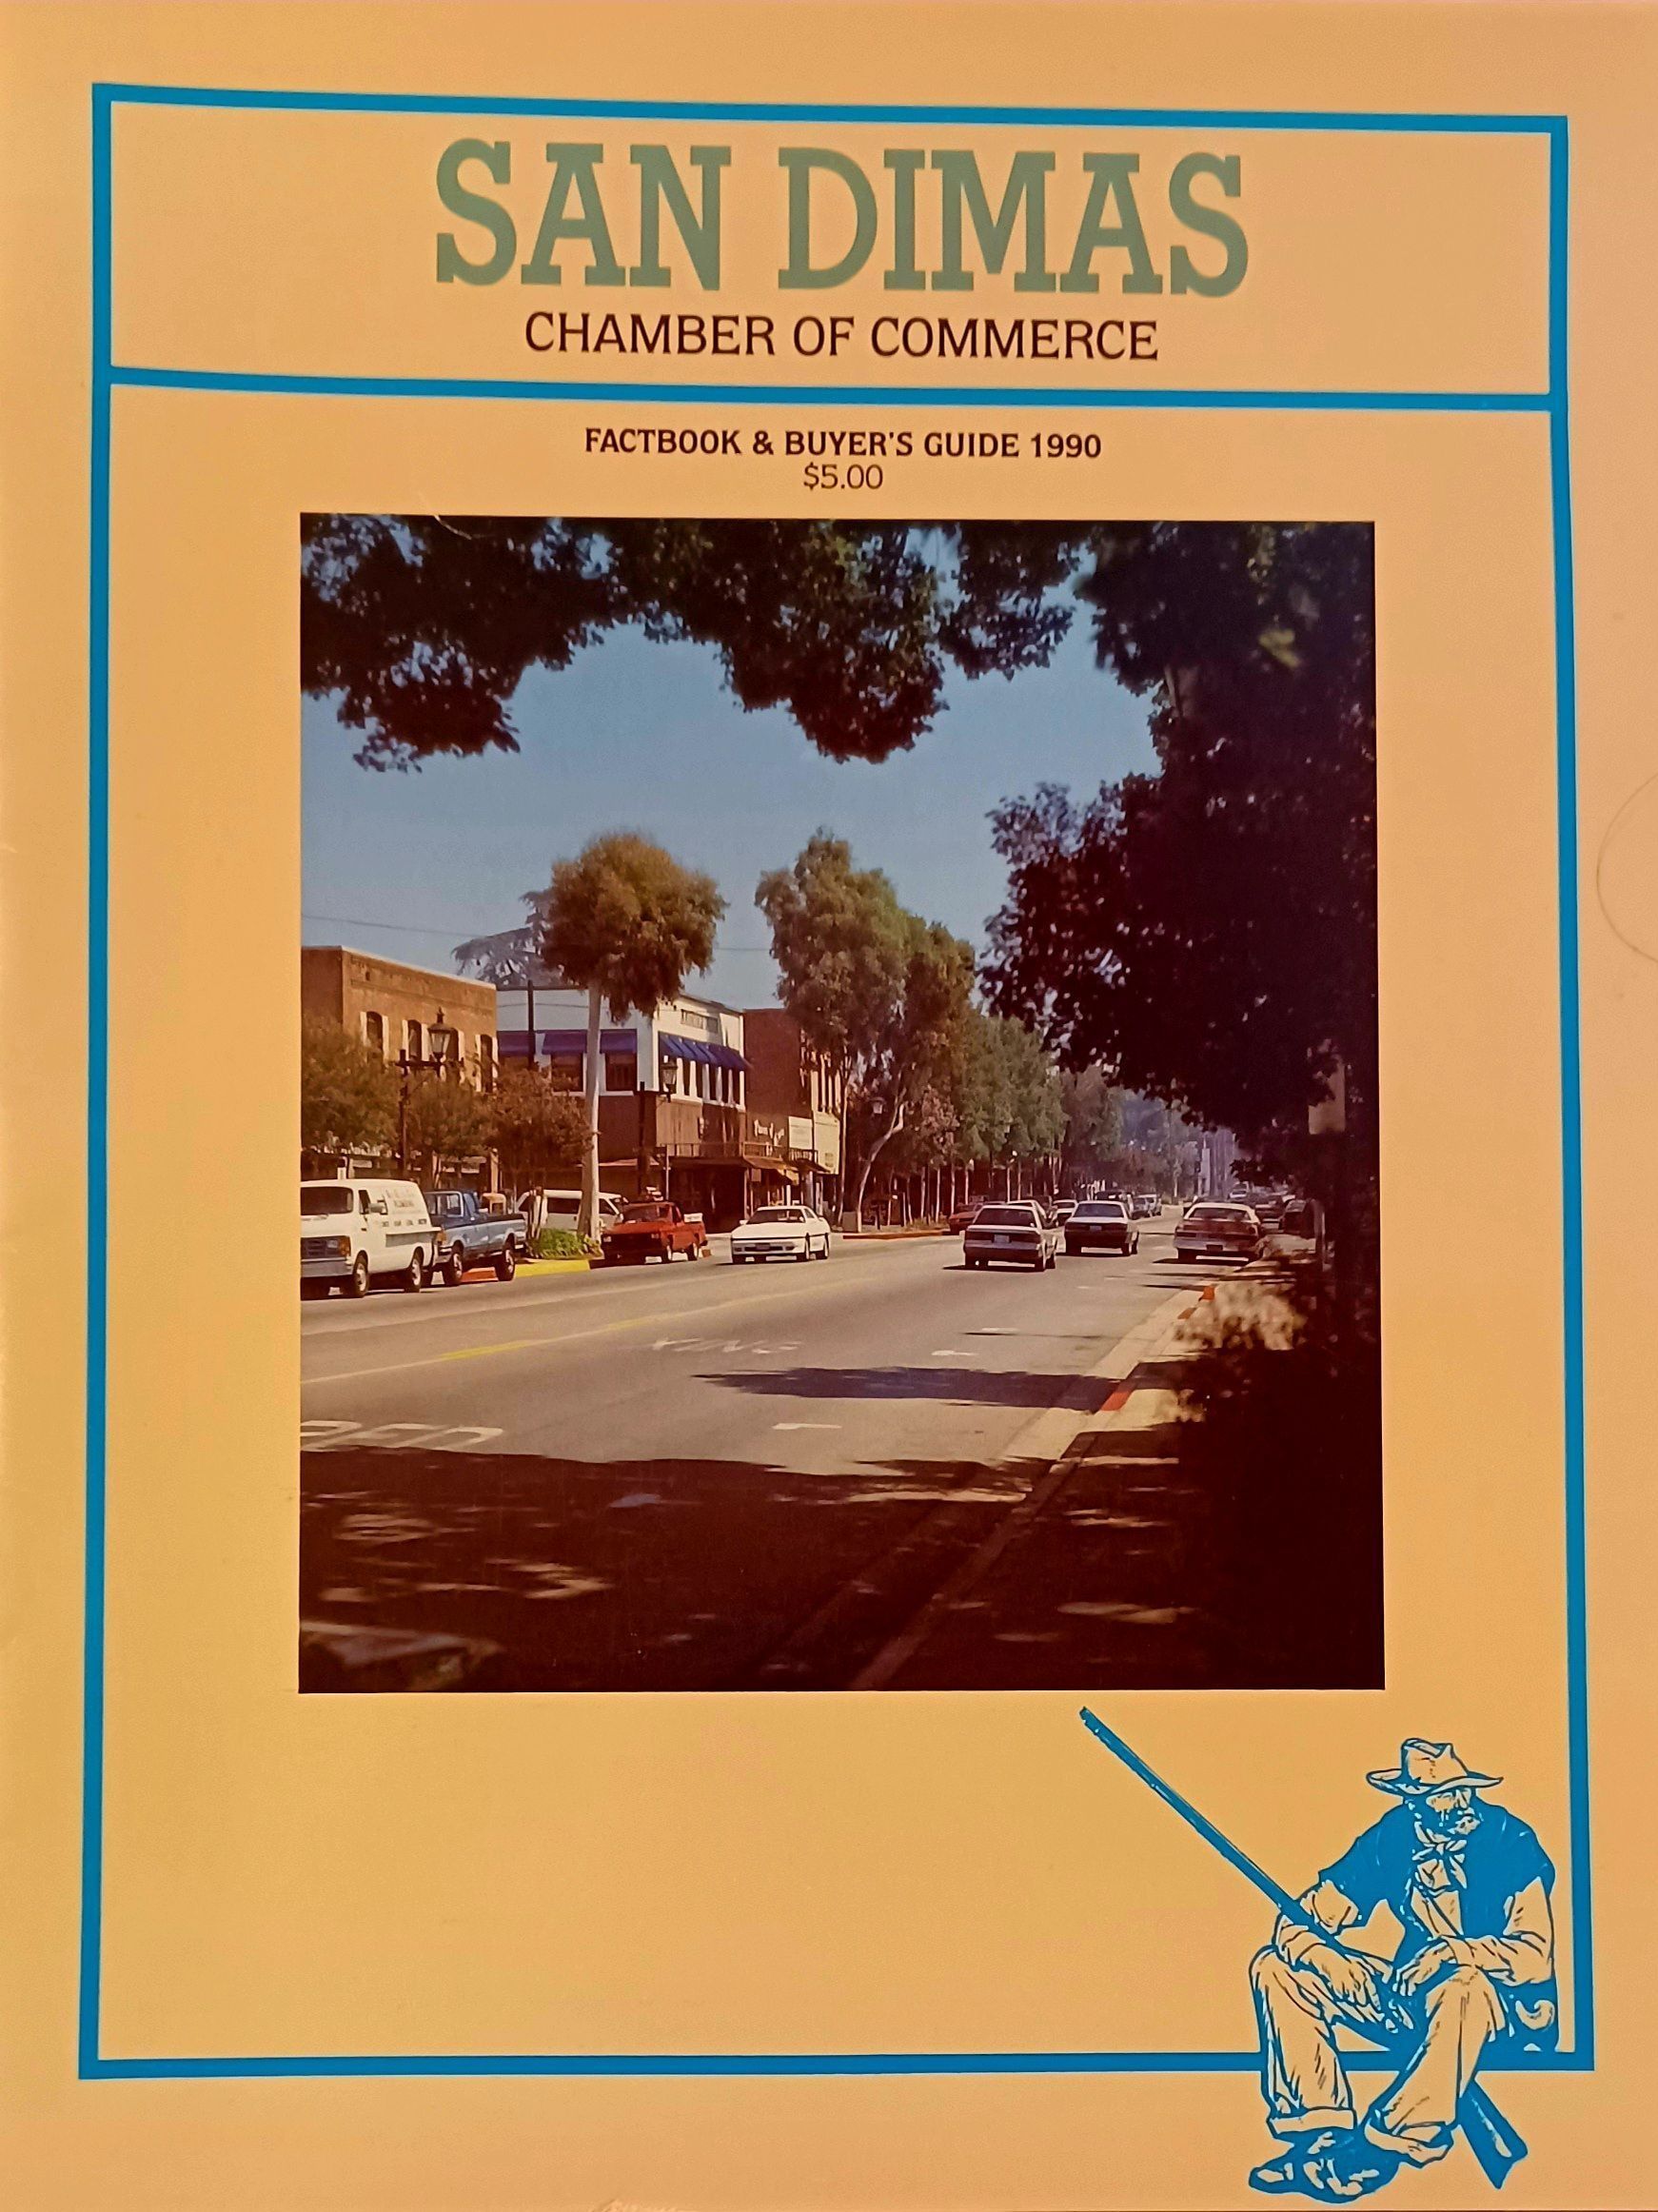 SAN DIMAS
CHAMBER OF COMMERCE
FACTBOOK & BUYER'S GUIDE 1990
$5.00